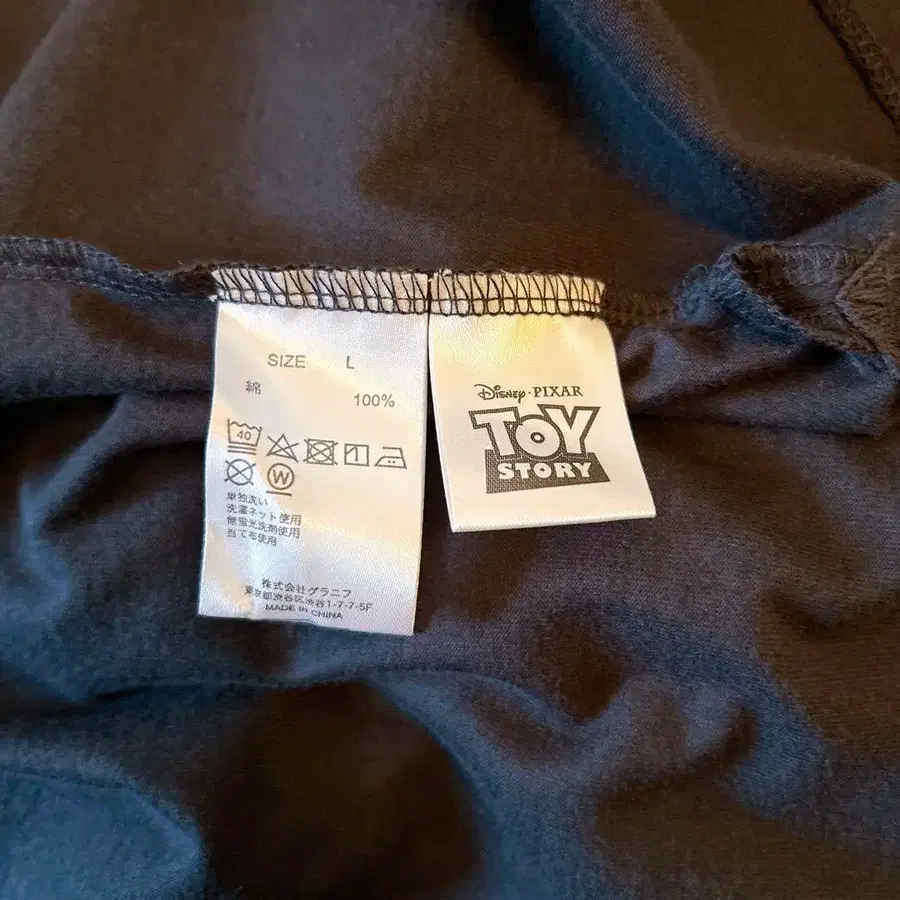 SIZE L
綿 100%
40
W
単独洗い
洗濯ネット使用
無蛍光洗剤使用
当て布使用
株式会社グラニフ
東京都渋谷区渋谷1-7-7-5F
MADE IN CHINA
Disney·PIXAR
TOY
STORY